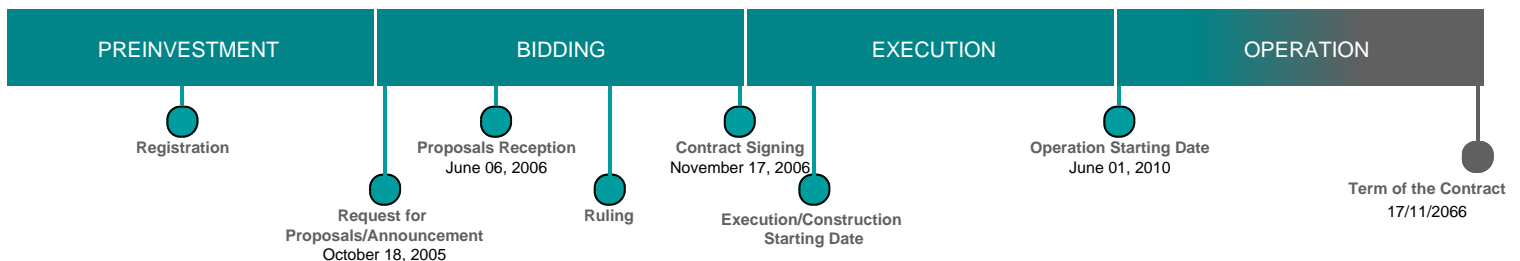 PREINVESTMENT
BIDDING
EXECUTION
OPERATION
Registration
Request for
Proposals/Announcement
October 18, 2005
Proposals Reception
June 06, 2006
Ruling
Contract Signing
November 17, 2006
Execution/Construction
Starting Date
Operation Starting Date
June 01, 2010
Term of the Contract
17/11/2066